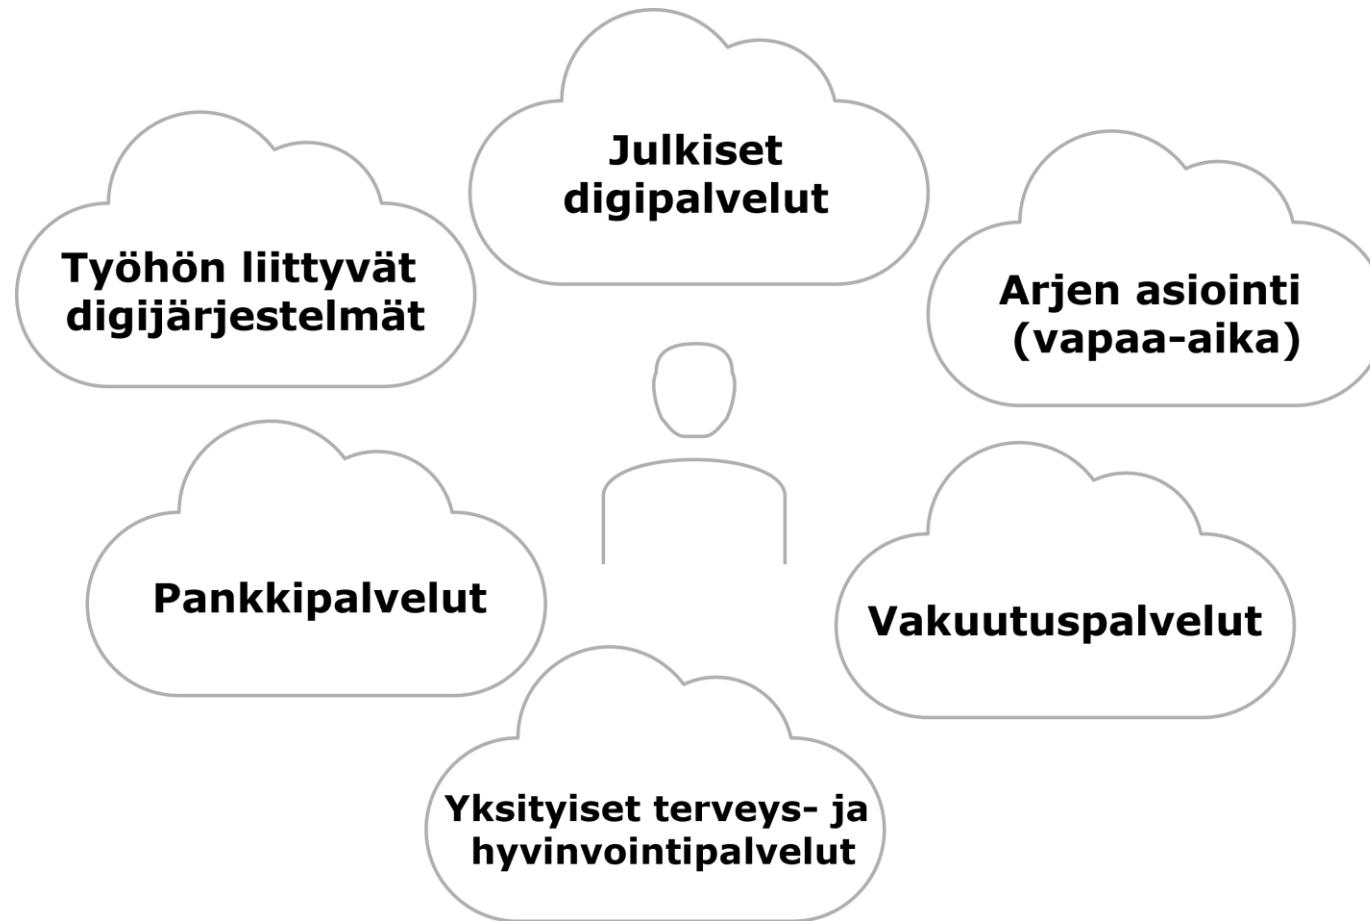 Julkiset
digipalvelut
Työhön liittyvät
digijärjestelmät
Arjen asiointi
(vapaa-aika)
Pankkipalvelut
Vakuutuspalvelut
Yksityiset terveys- ja
hyvinvointipalvelut